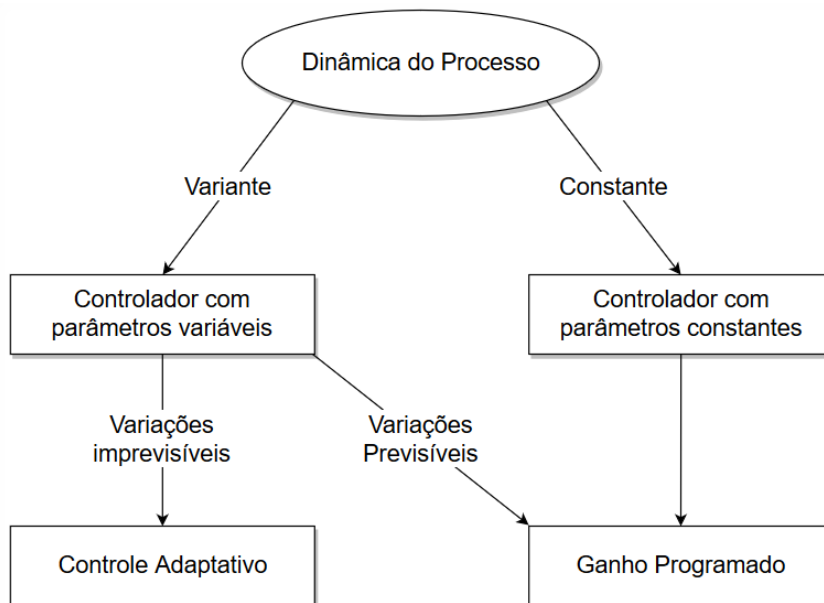 Dinâmica do Processo
Variante
Constante
Controlador com
parâmetros variáveis
Controlador com
parâmetros constantes
Variações
imprevisíveis
Variações
Previsíveis
Controle Adaptativo
Ganho Programado